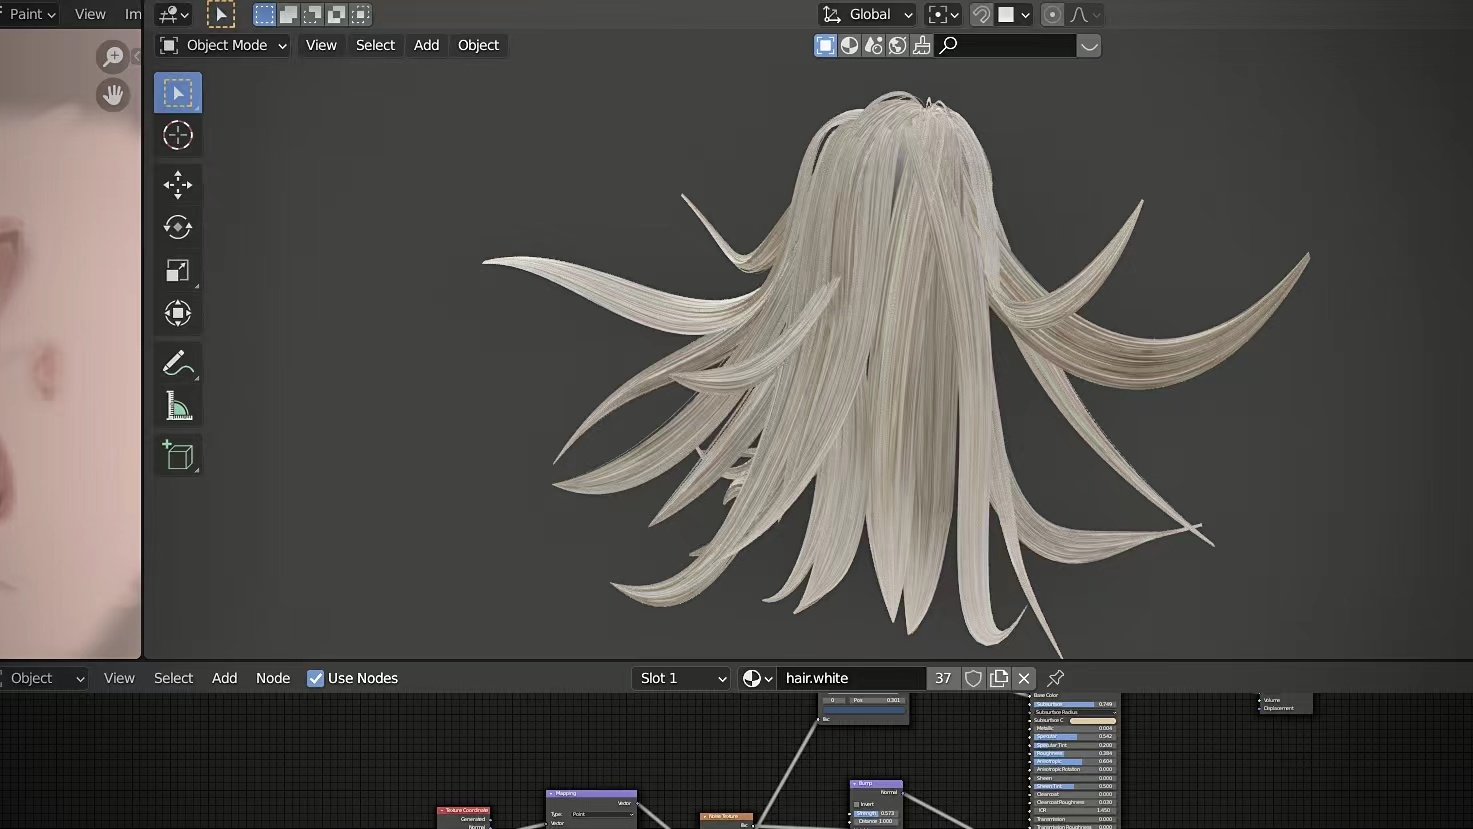 Paint
View
Im
Global
Object Mode
View
Select
Add
Object
Object
View
Select
Add
Node
Use Nodes
Slot 1
hair.white
37
0
Pos
0.301
Fac
Base Color
Subsurface
0.749
Subsurface Radius
Subsurface C
Metallic
0.004
Specular
0.542
Specular Tint
0.200
Roughness
0.384
Anisotropic
0.604
Anisotropic Rotation
0.000
Sheen
0.000
Sheen Tint
0.500
Clearcoat
0.000
Clearcoat Roughness
0.030
IOR
1.450
Transmission
0.000
Transmission Roughness
Volume
Displacement
Bump
Normal
Invert
Strength
0.573
Distance 1.000
Mapping
Vector
Type:
Point
Vector
Texture Coordinate
Generated
Normal
Noise Texture
Fac